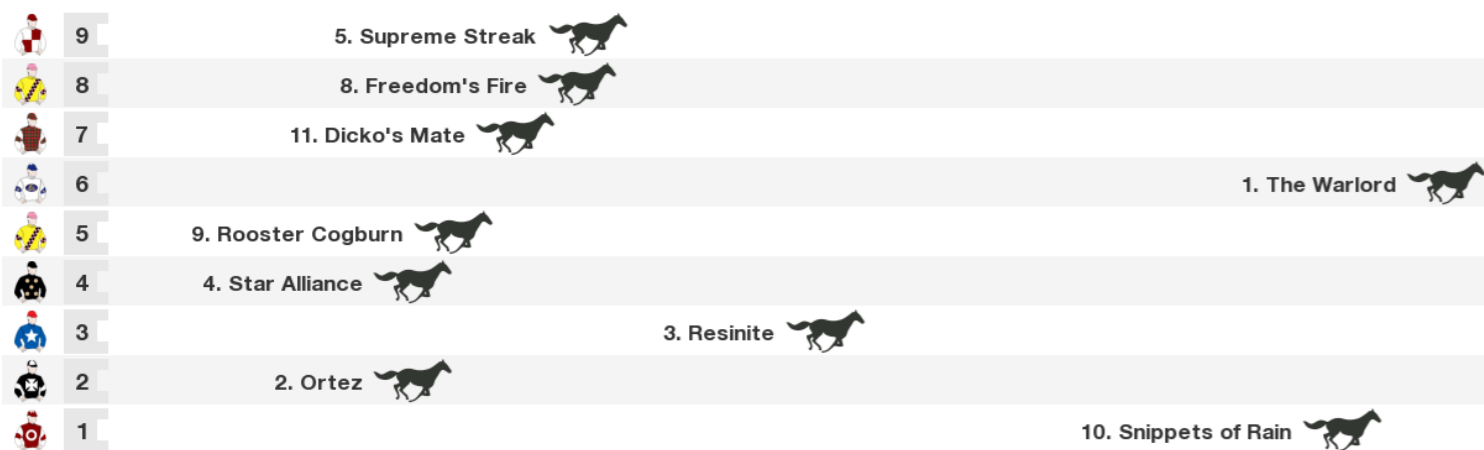 9 5. Supreme Streak
8 8. Freedom's Fire
7 11. Dicko's Mate
6 1. The Warlord
5 9. Rooster Cogburn
4 4. Star Alliance
3 3. Resinite
2 2. Ortez
1 10. Snippets of Rain